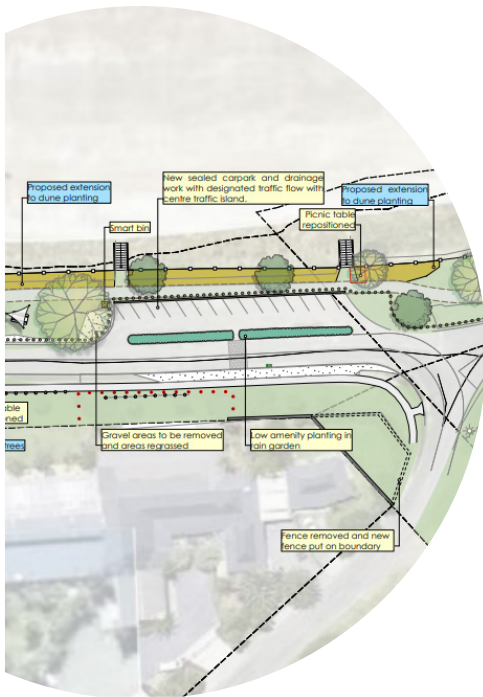 New sealed carpark and drainage
work with designated traffic flow with
centre traffic island.
Proposed extension
to dune planting
Proposed extension
to dune planting
Picnic table
repositioned
Smart bin
Gravel areas to be removed
and areas regrassed
Low amenity planting in
rain garden
Fence removed and new
fence put on boundary